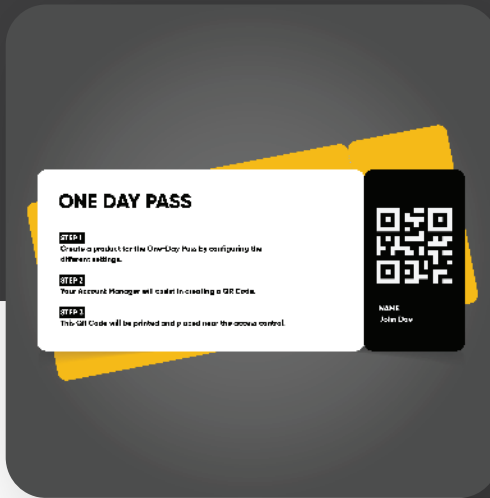 ONE DAY PASS
STEP 1
Create a product for the One-Day Pass by configuring the
different settings.
STEP 2
Your Account Manager will assist in creating a QR Code.
STEP 3
This QR Code will be printed and placed near the access control.
NAME
John Dov